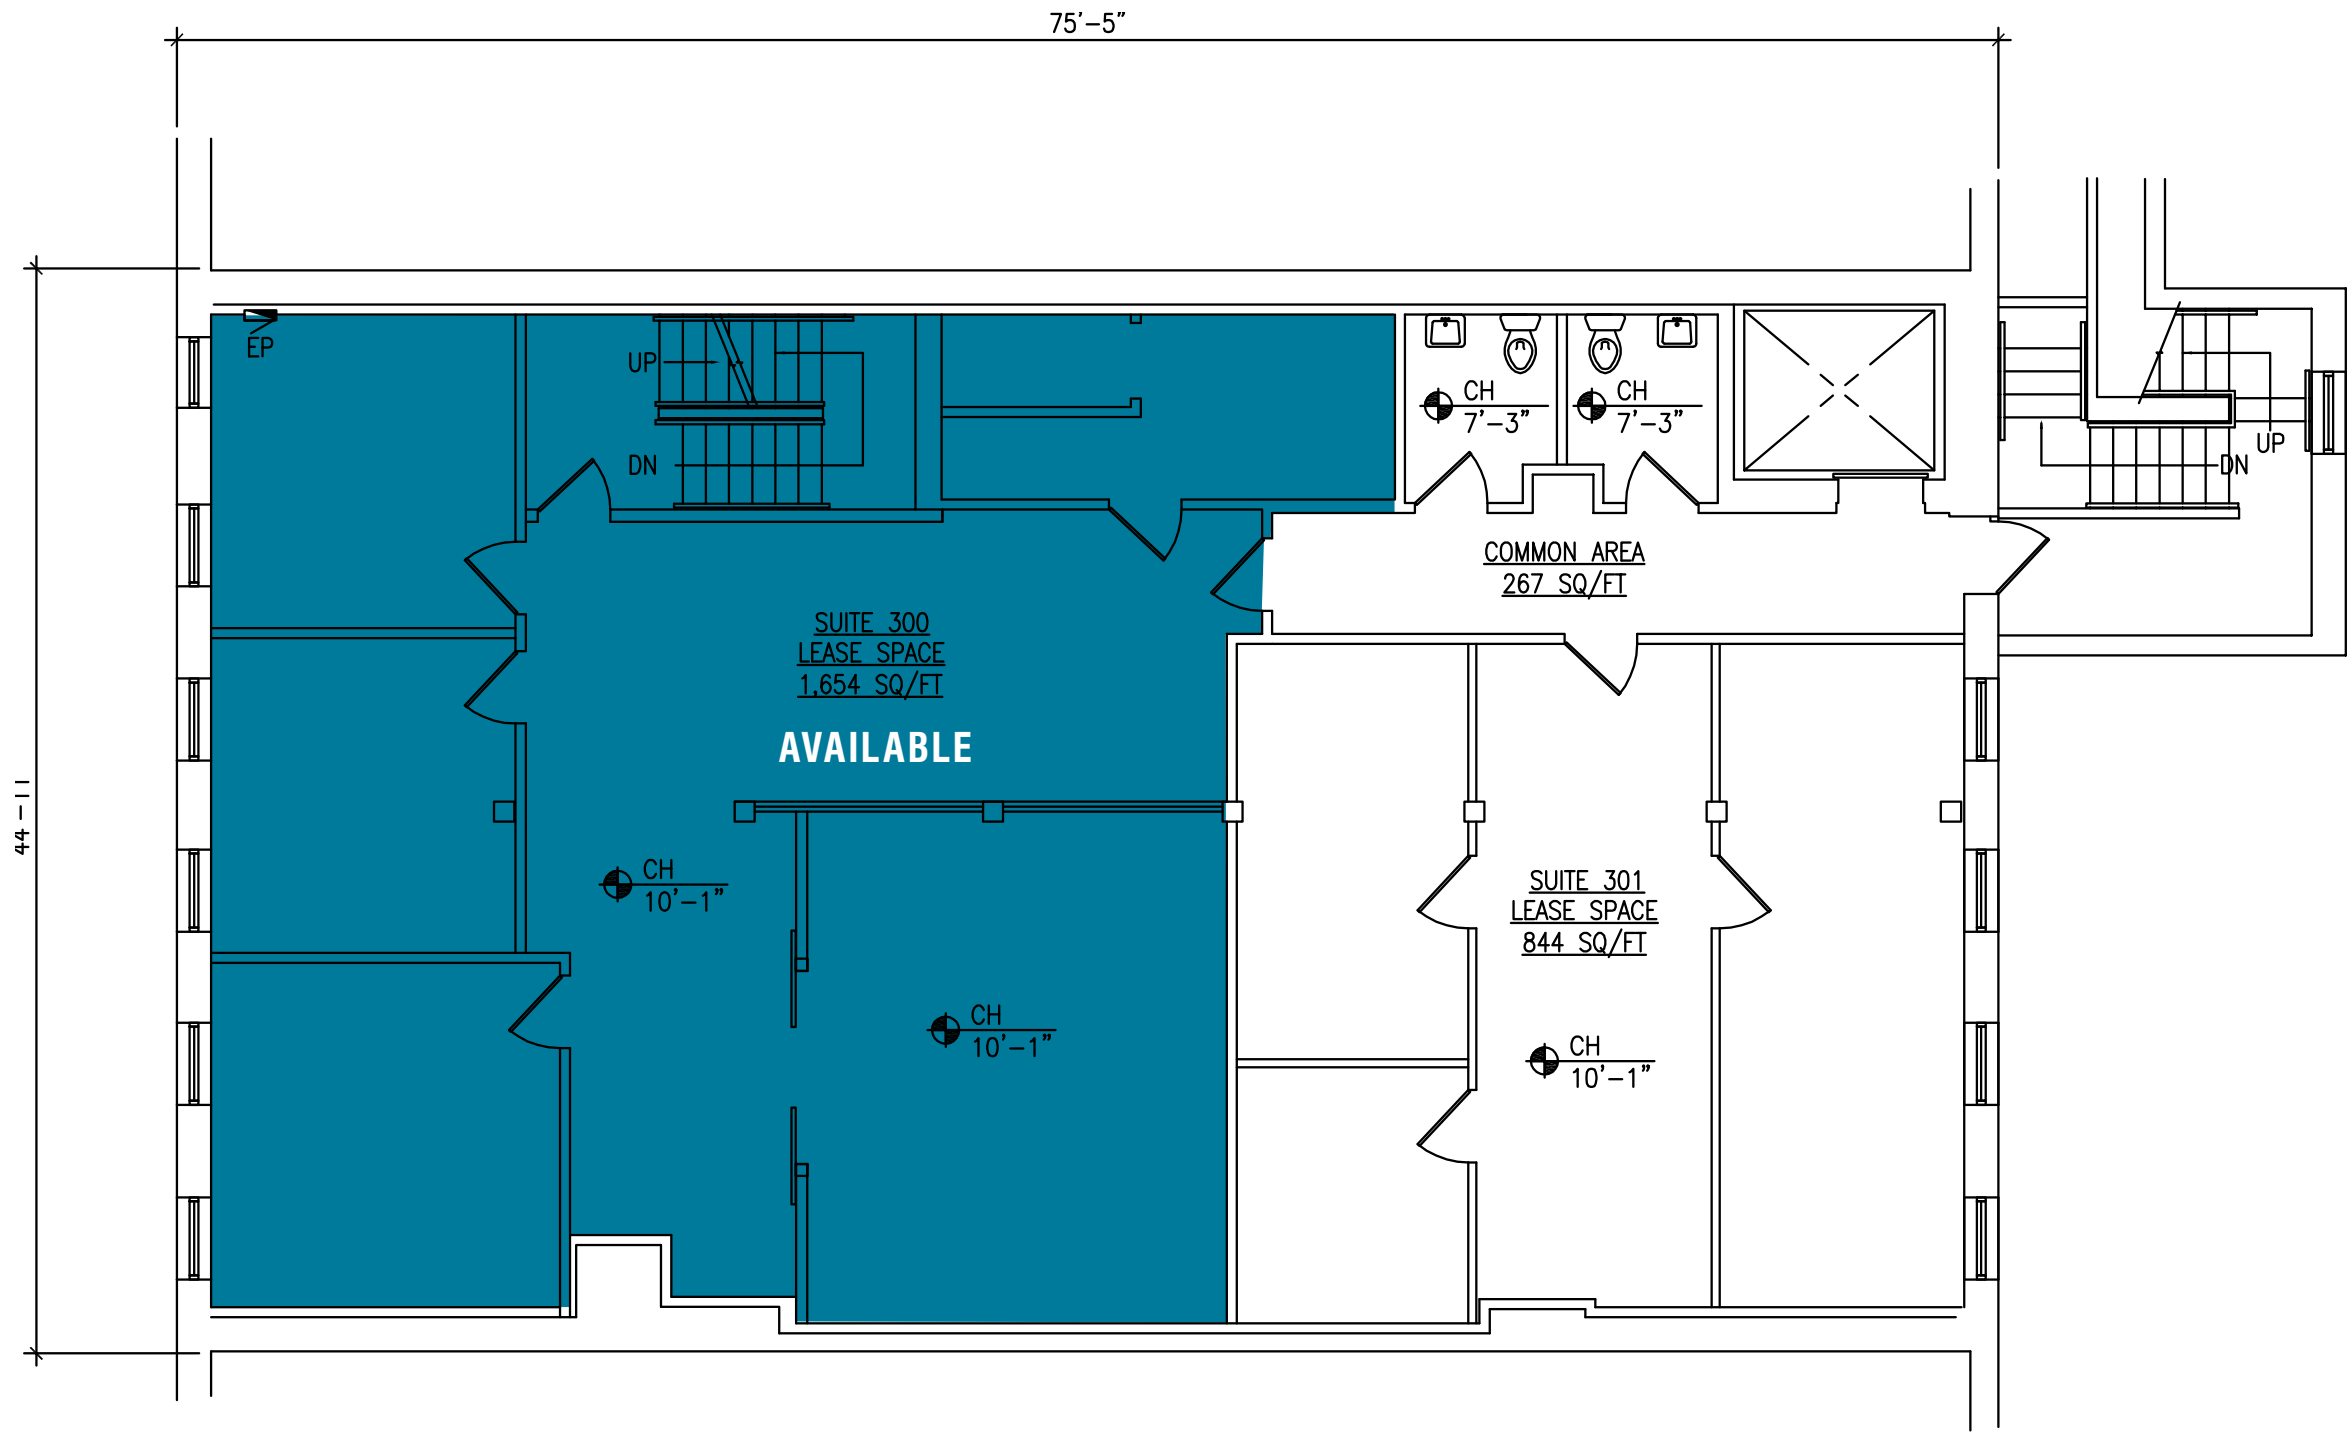 75'-5"
EP
UP
DN
CH
7'-3"
CH
7'-3"
UP
DN
COMMON AREA
267 SQ/FT
SUITE 300
LEASE SPACE
1,654 SQ/FT
AVAILABLE
44-11
CH
10'-1"
SUITE 301
LEASE SPACE
844 SQ/FT
CH
10'-1"
CH
10'-1"